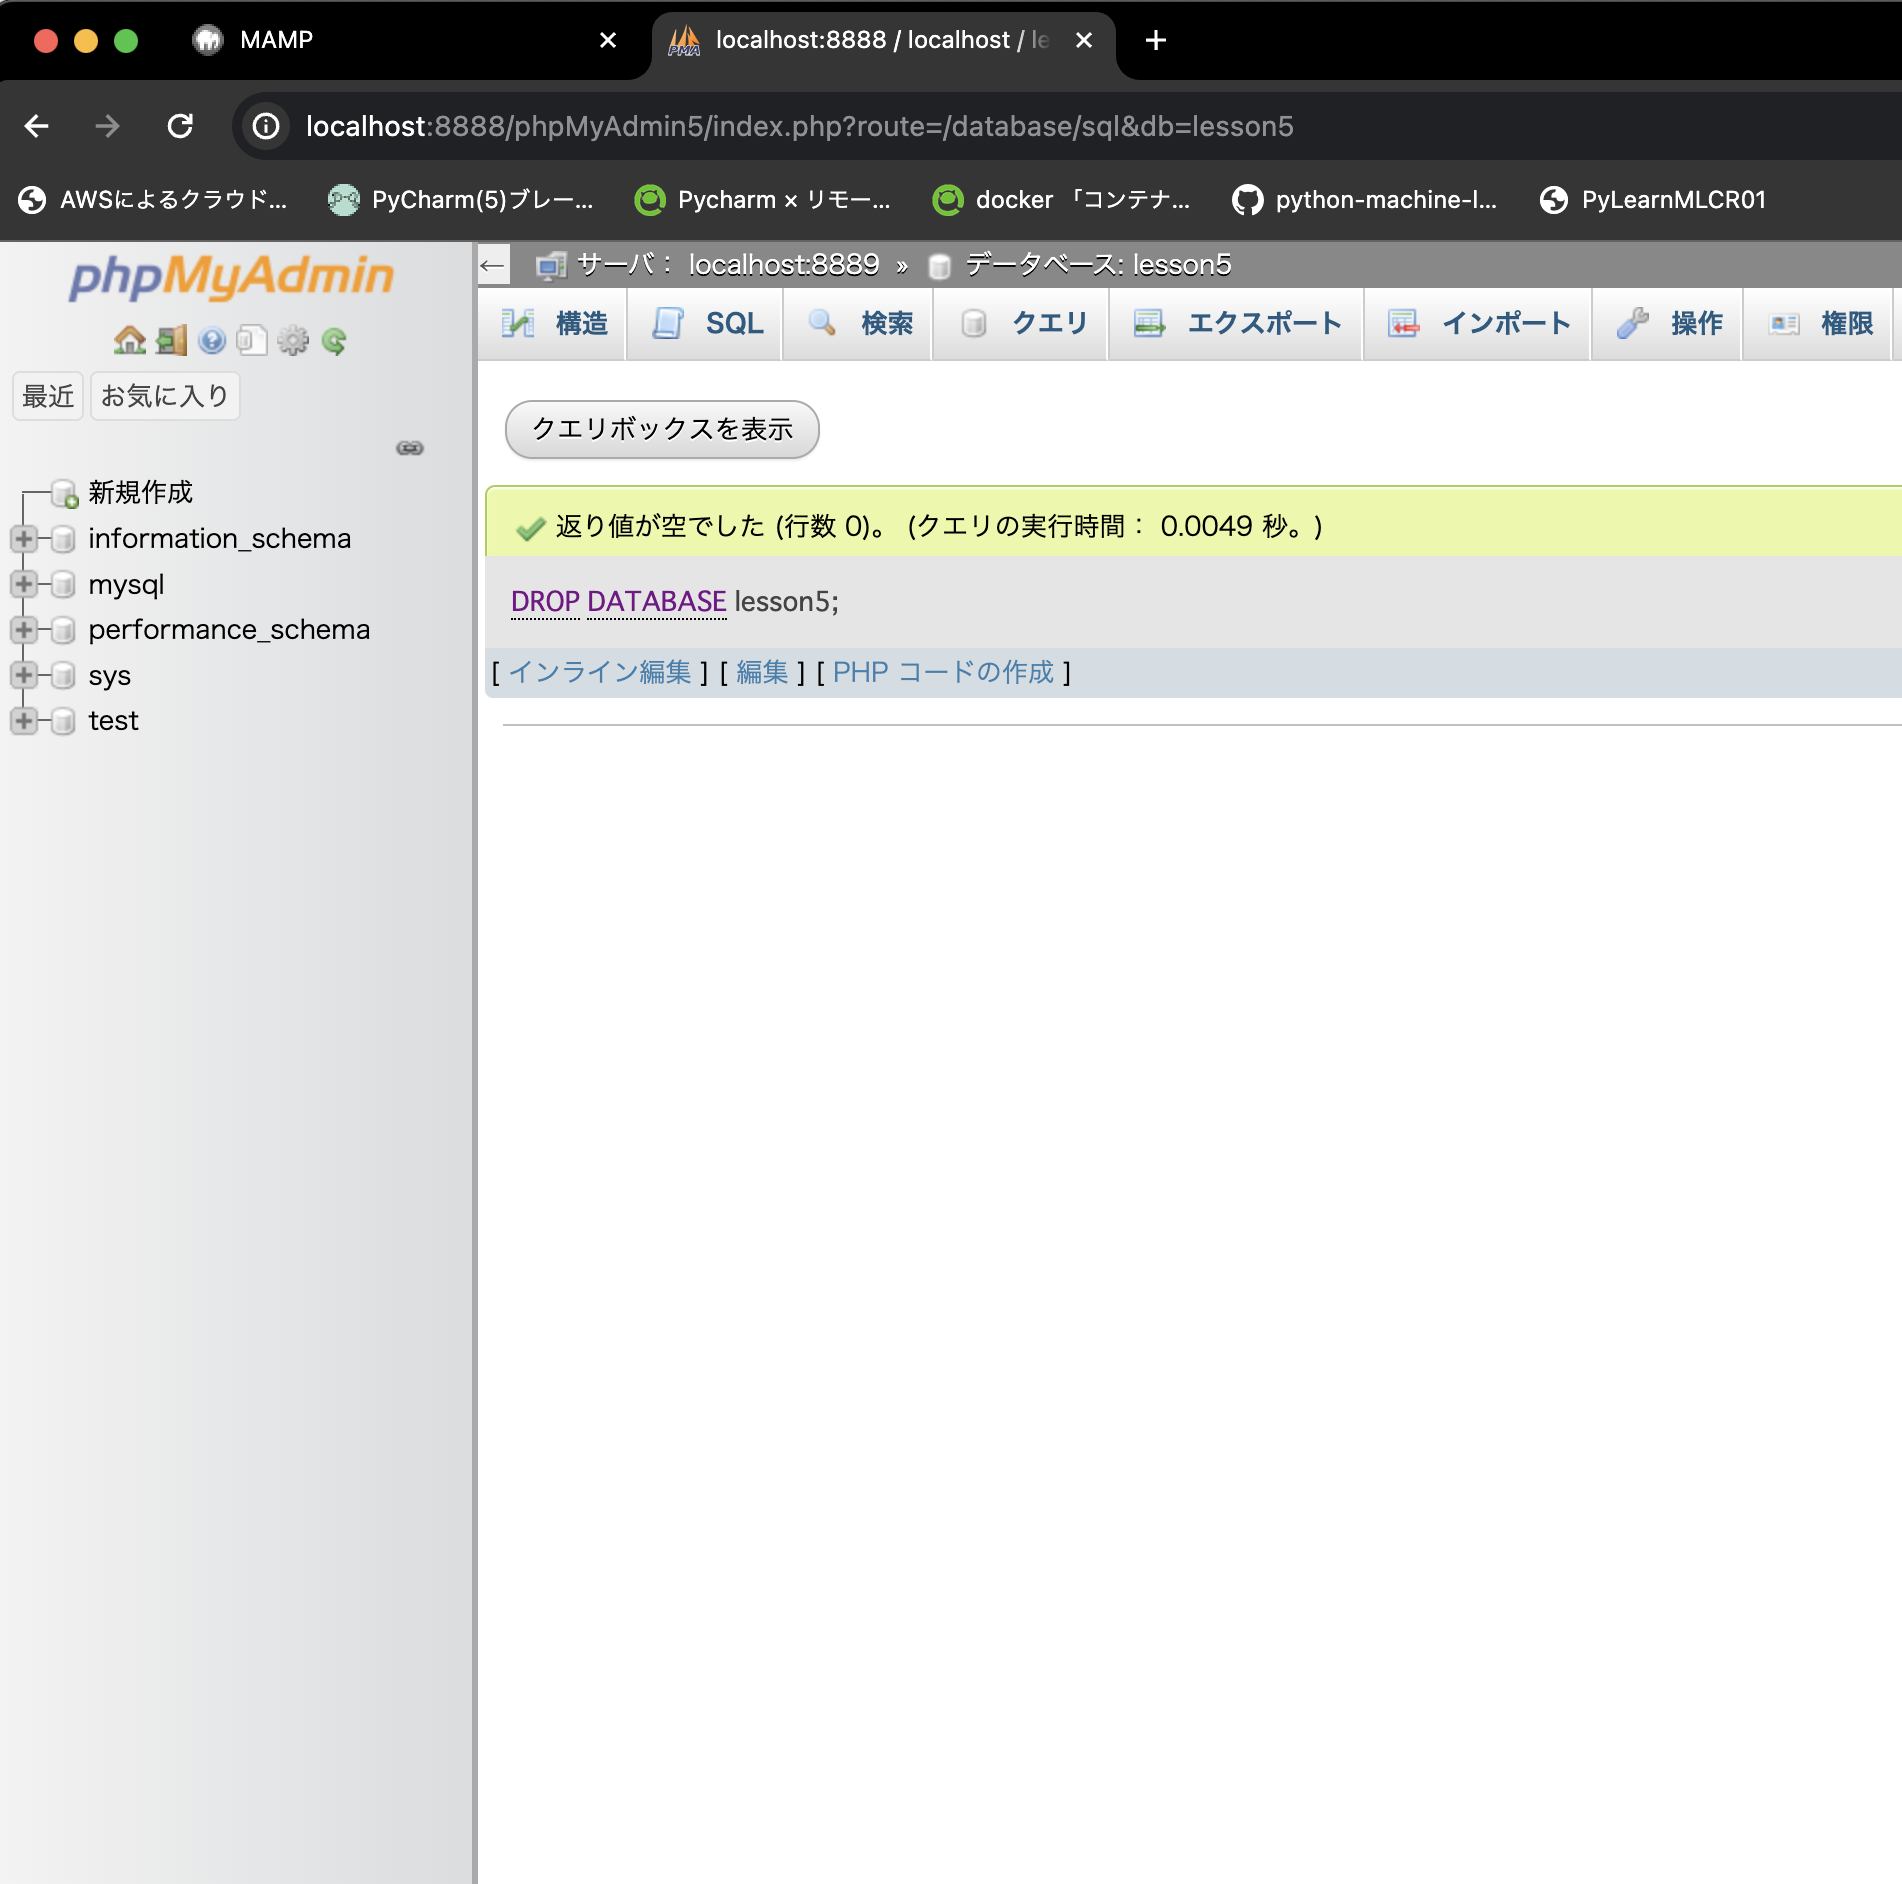 MAMP
localhost:8888 / localhost / le
localhost:8888/phpMyAdmin5/index.php?route=/database/sql&db=lesson5
AWSによるクラウド...
PyCharm(5)ブレー...
Pycharm × リモー...
docker 「コンテナ...
python-machine-l...
PyLearnMLCR01
phpMyAdmin
最近
お気に入り
新規作成
information_schema
mysql
performance_schema
sys
test
← サーバ： localhost:8889 » データベース: lesson5
構造
SQL
検索
クエリ
エクスポート
インポート
操作
権限
クエリボックスを表示
返り値が空でした (行数 0)。 (クエリの実行時間： 0.0049 秒。)
DROP DATABASE lesson5;
[ インライン編集 ] [ 編集 ] [ PHP コードの作成 ]